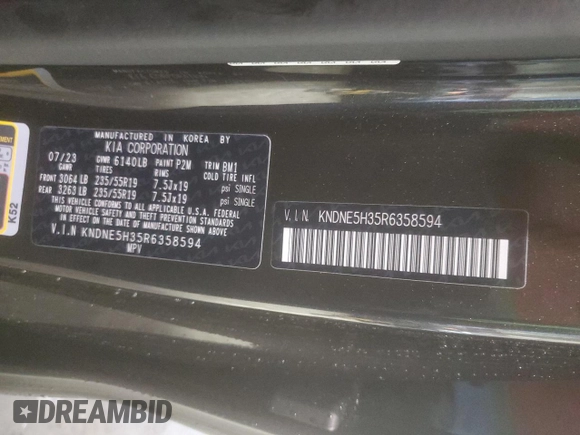 MANUFACTURED IN KOREA BY
KIA CORPORATION
07/23 GVWR 6140LB PAINT P2M TRIM BM1
GAWR TIRES RIMS COLD TIRE INFL
FRONT 3064 LB 235/55R19 7.5Jx19 psi SINGLE
REAR 3263 LB 235/55R19 7.5Jx19 psi SINGLE
THIS VEHICLE CONFORMS TO ALL APPLICABLE U.S.A. FEDERAL
MOTOR VEHICLE SAFETY, BUMPER, AND THEFT PREVENTION STANDARDS
IN EFFECT ON THE DATE OF MANUFACTURE SHOWN ABOVE
V.I.N KNDNE5H35R6358594
MPV
K52
V.I.N. KNDNE5H35R6358594
DREAMBID